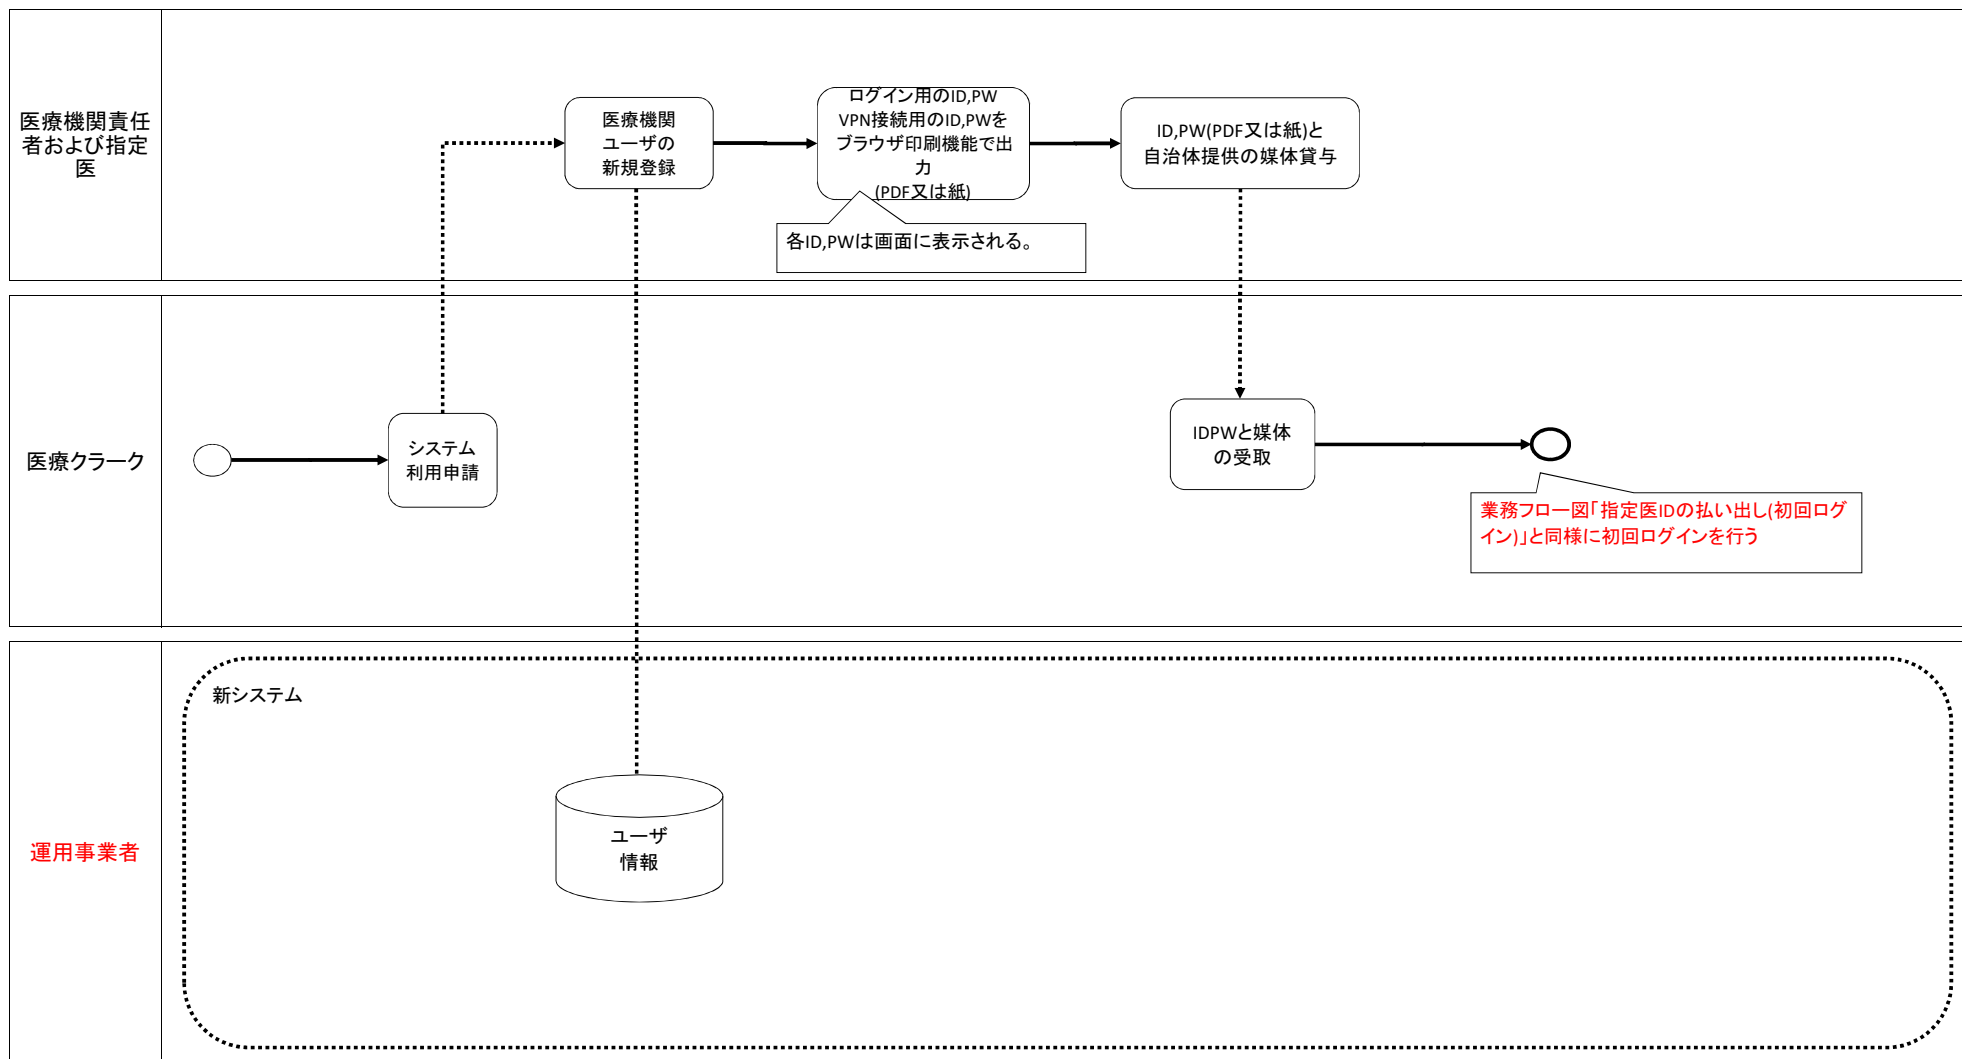 医療機関責任
者および指定
医
医療機関
ユーザの
新規登録
ログイン用のID,PW
VPN接続用のID,PWを
ブラウザ印刷機能で出
力
(PDF又は紙)
ID,PW(PDF又は紙)と
自治体提供の媒体貸与
各ID,PWは画面に表示される。
医療クラーク
システム
利用申請
IDPWと媒体
の受取
業務フロー図「指定医IDの払い出し(初回ログ
イン)」と同様に初回ログインを行う
運用事業者
新システム
ユーザ
情報